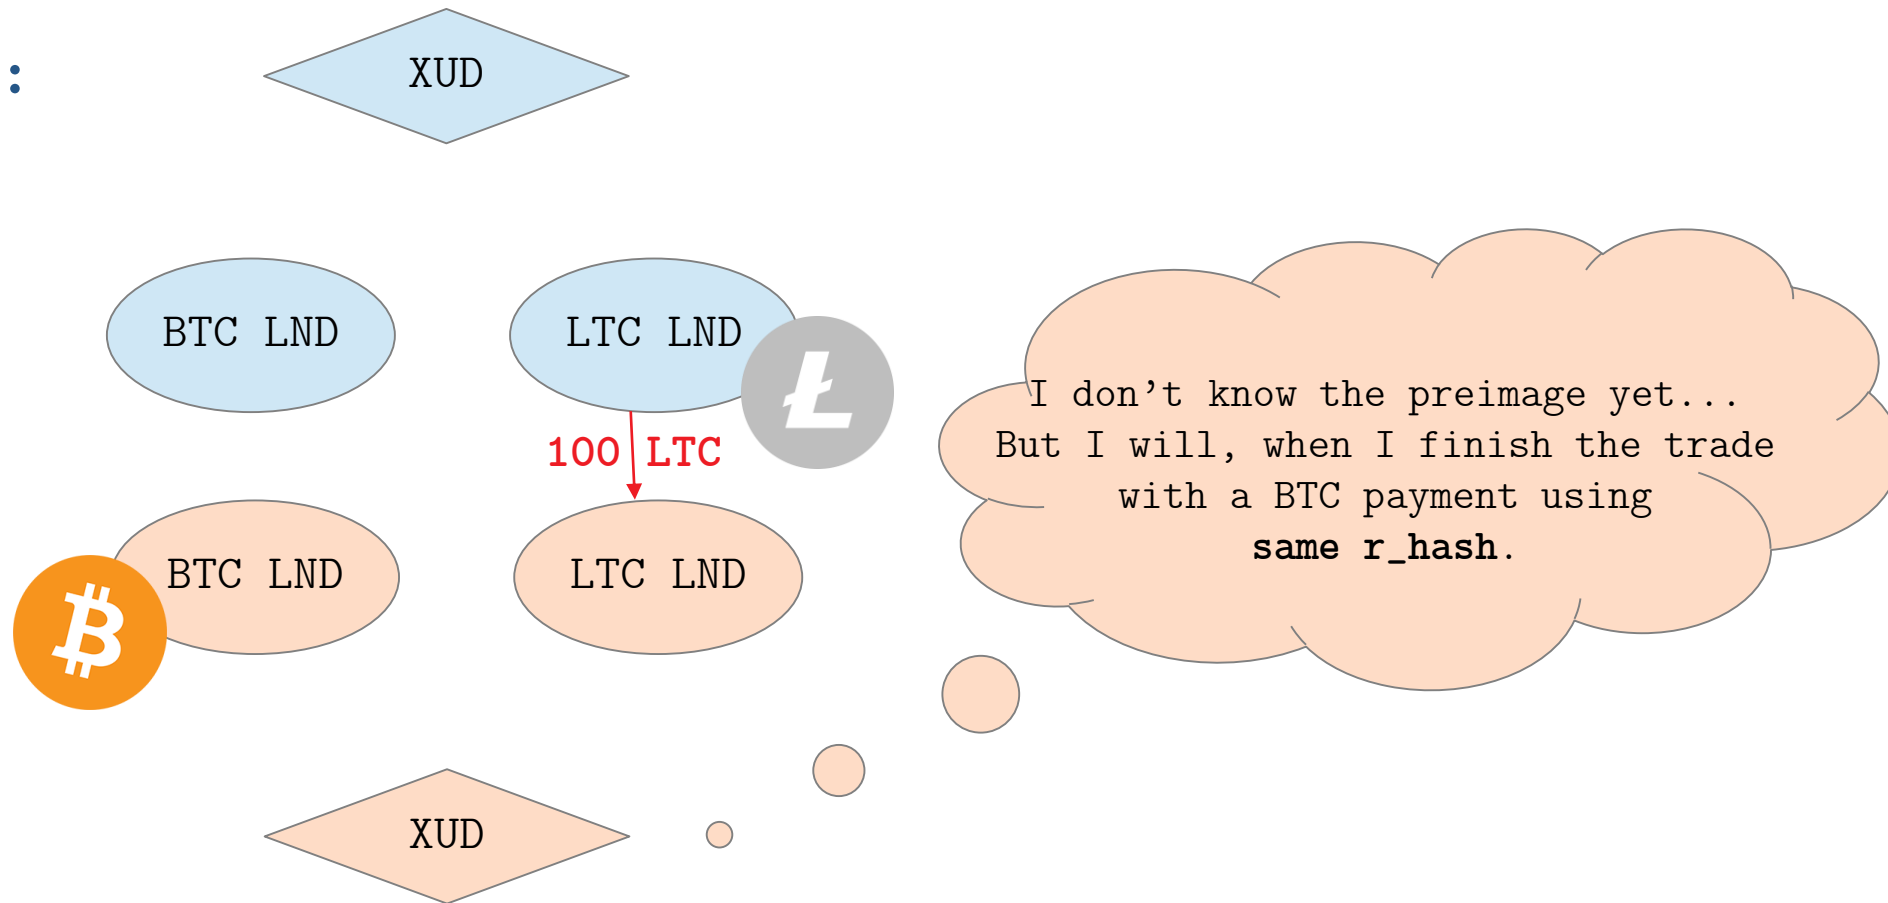 :
XUD
BTC LND
LTC LND
100 LTC
I don’t know the preimage yet...
But I will, when I finish the trade
with a BTC payment using
same r_hash.
BTC LND
LTC LND
XUD